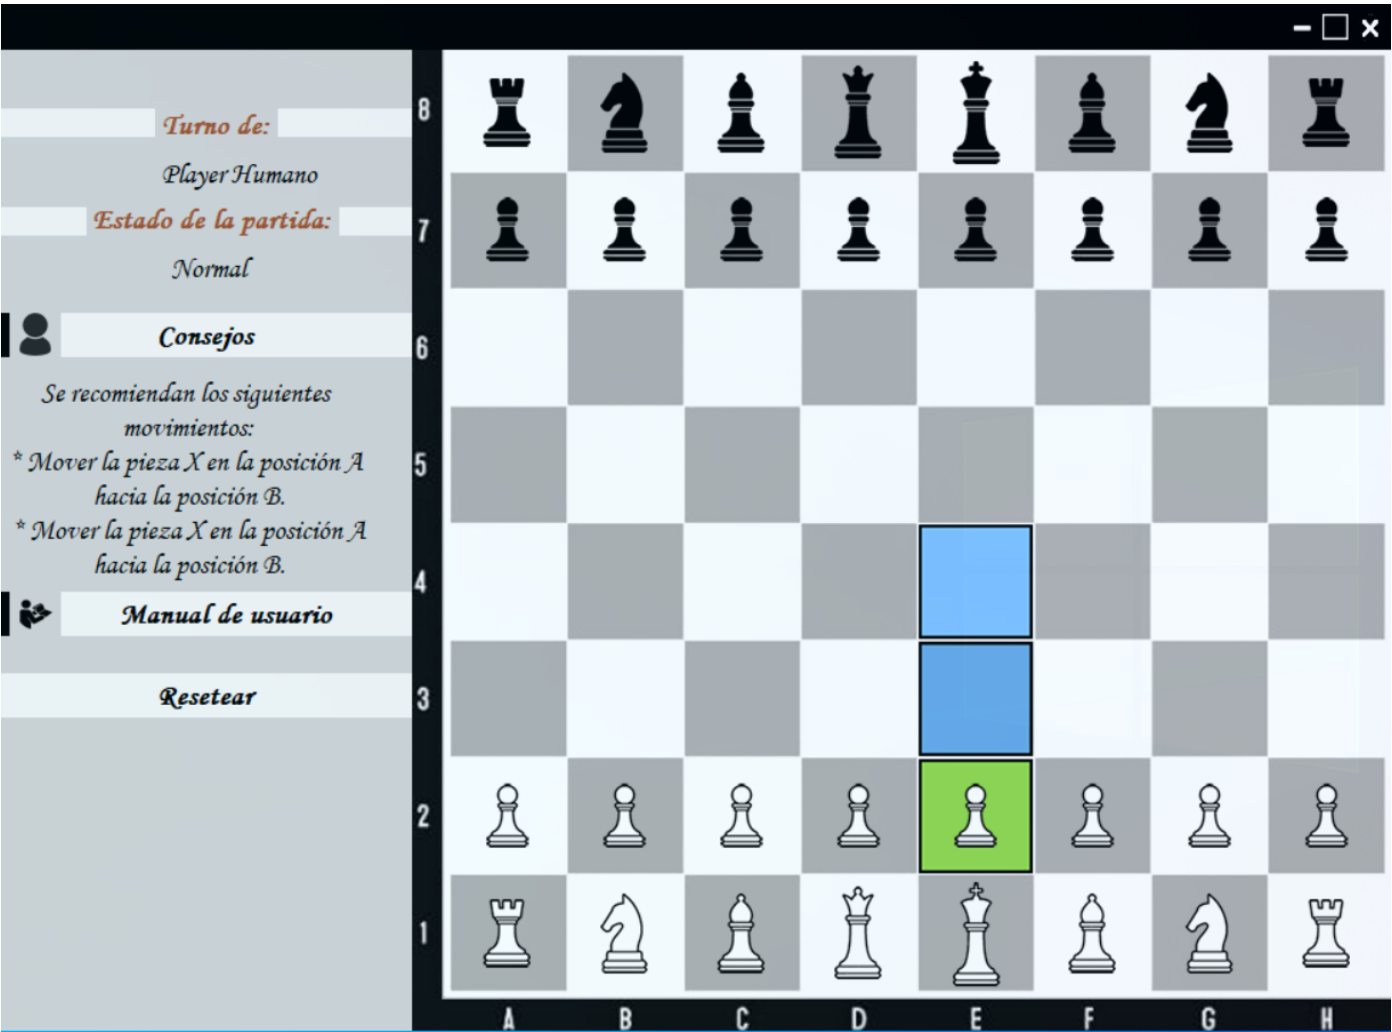 Turno de:
Player Humano
Estado de la partida:
Normal
Consejos
Se recomiendan los siguientes
movimientos:
* Mover la pieza X en la posición A
hacia la posición B.
* Mover la pieza X en la posición A
hacia la posición B.
Manual de usuario
Resetear
8
7
6
5
4
3
2
1
A B C D E F G H